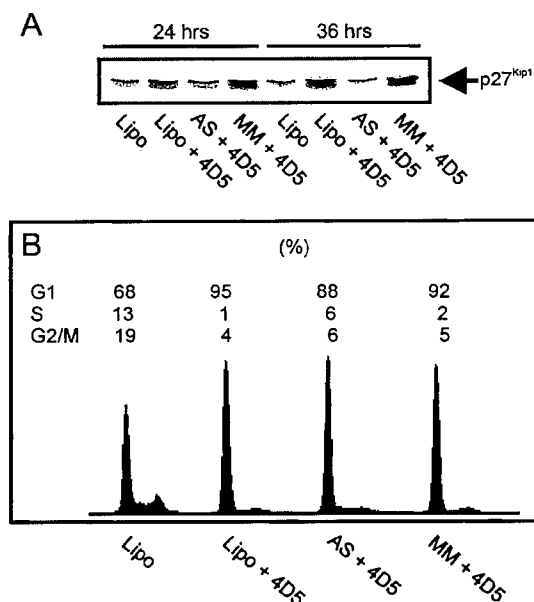 A
24 hrs 36 hrs
p27Kip1
Lipo Lipo + 4D5 AS + 4D5 MM + 4D5 Lipo Lipo + 4D5 AS + 4D5 MM + 4D5
B
(%)
G1 68 95 88 92
S 13 1 6 2
G2/M 19 4 6 5
Lipo Lipo + 4D5 AS + 4D5 MM + 4D5